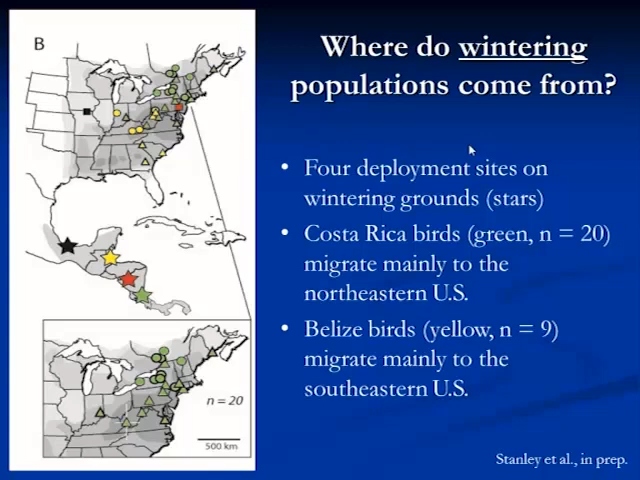 B
Where do wintering
populations come from?
• Four deployment sites on
wintering grounds (stars)
• Costa Rica birds (green, n = 20)
migrate mainly to the
northeastern U.S.
• Belize birds (yellow, n = 9)
migrate mainly to the
southeastern U.S.
n = 20
500 km
Stanley et al., in prep.